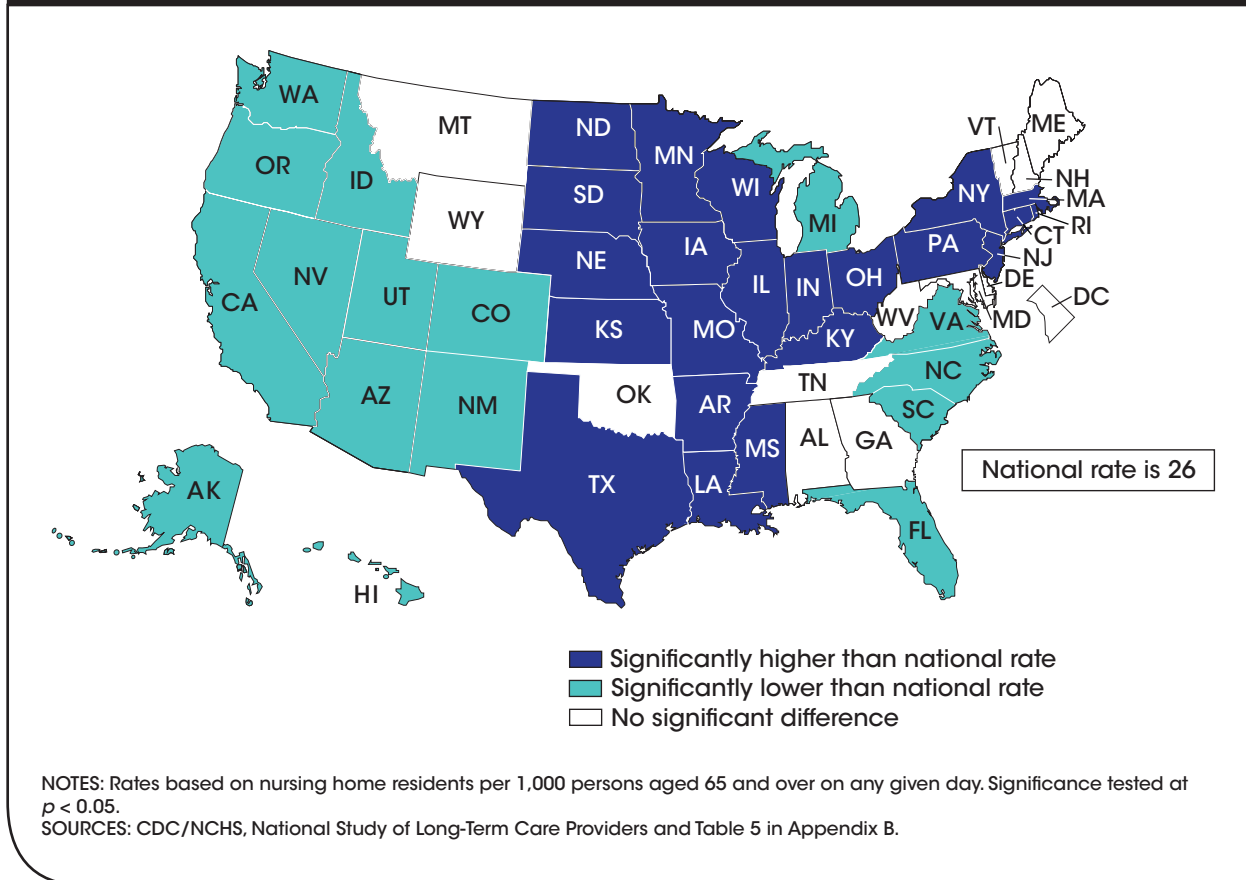 WA
MT
ND
MN
VT
ME
OR
ID
SD
WI
NY
NH
MA
WY
MI
RI
CT
IA
PA
NJ
NV
NE
OH
DE
UT
IL
IN
DC
CA
CO
WV
VA
MD
KS
MO
KY
NC
TN
AZ
NM
OK
AR
SC
AL
GA
MS
National rate is 26
TX
LA
AK
FL
HI
Significantly higher than national rate
Significantly lower than national rate
No significant difference
NOTES: Rates based on nursing home residents per 1,000 persons aged 65 and over on any given day. Significance tested at
p < 0.05.
SOURCES: CDC/NCHS, National Study of Long-Term Care Providers and Table 5 in Appendix B.